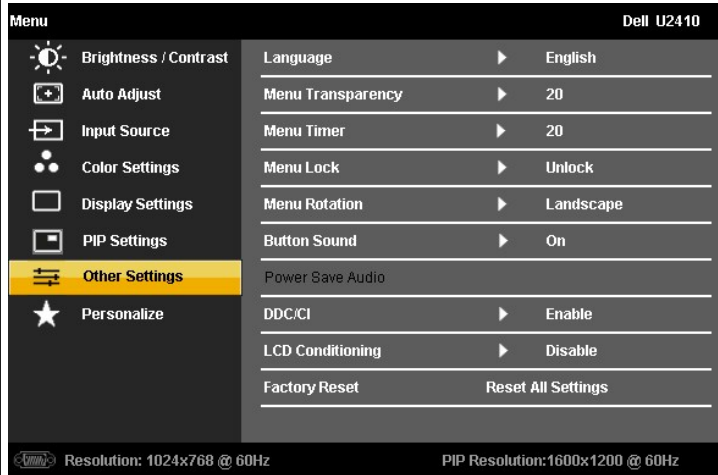 Menu Dell U2410
Brightness / Contrast Language English
Auto Adjust Menu Transparency 20
Input Source Menu Timer 20
Color Settings Menu Lock Unlock
Display Settings Menu Rotation Landscape
PIP Settings Button Sound On
Other Settings Power Save Audio
Personalize DDC/CI Enable
LCD Conditioning Disable
Factory Reset Reset All Settings
Resolution: 1024x768 @ 60Hz PIP Resolution:1600x1200 @ 60Hz